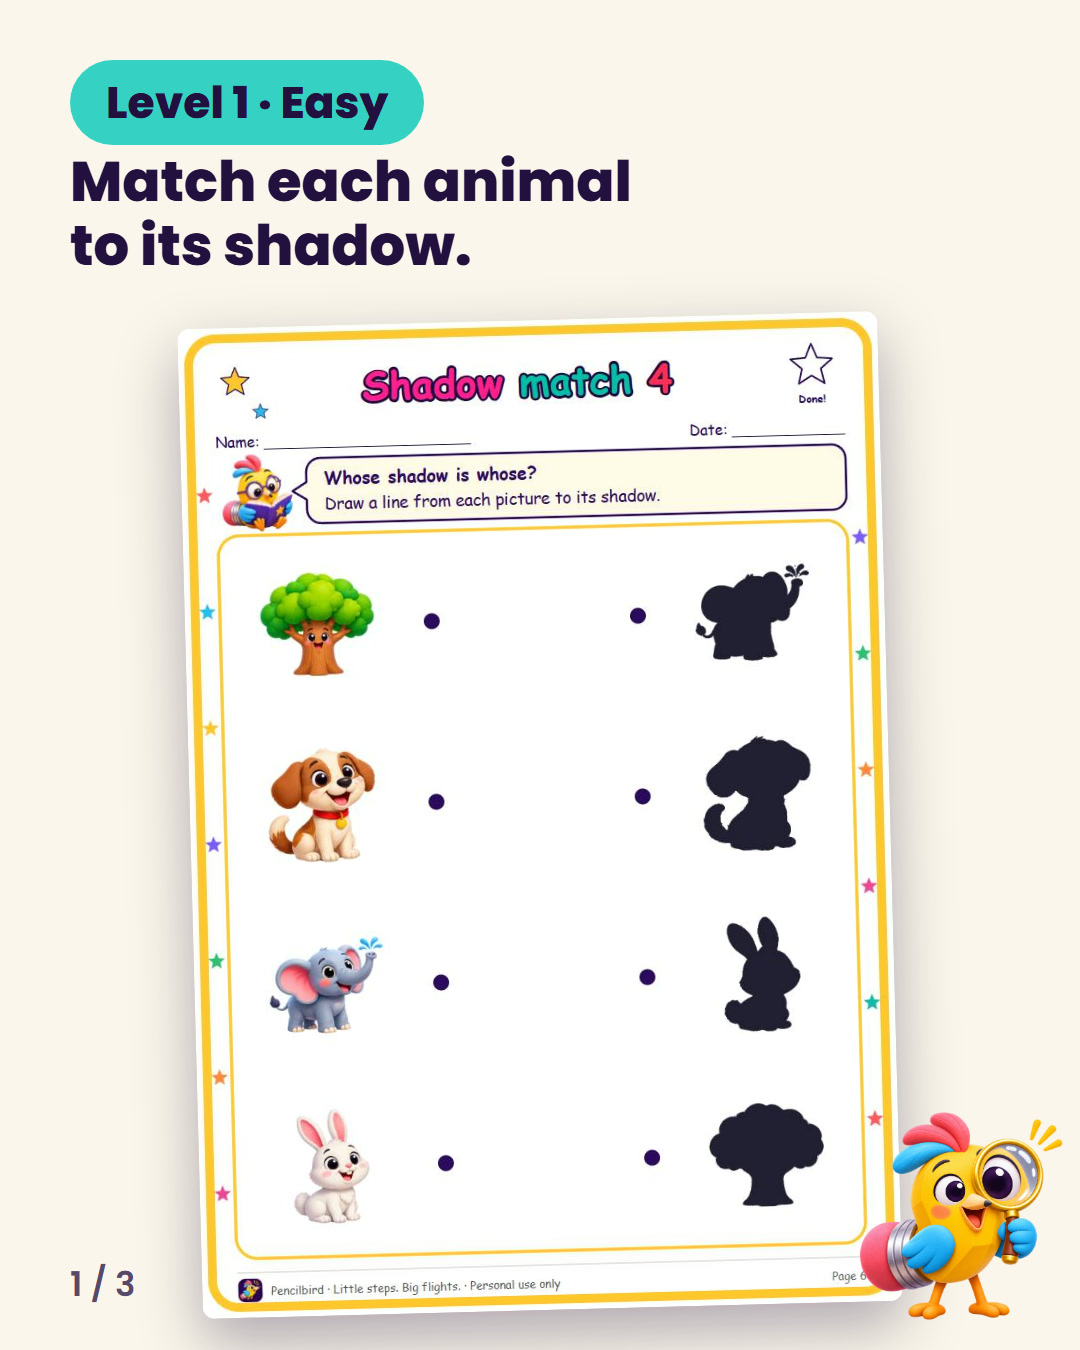 Level 1 · Easy
Match each animal
to its shadow.
Shadow match 4
Done!
Name:
Date:
Whose shadow is whose?
Draw a line from each picture to its shadow.
Pencilbird · Little steps. Big flights. · Personal use only
Page 6
1 / 3